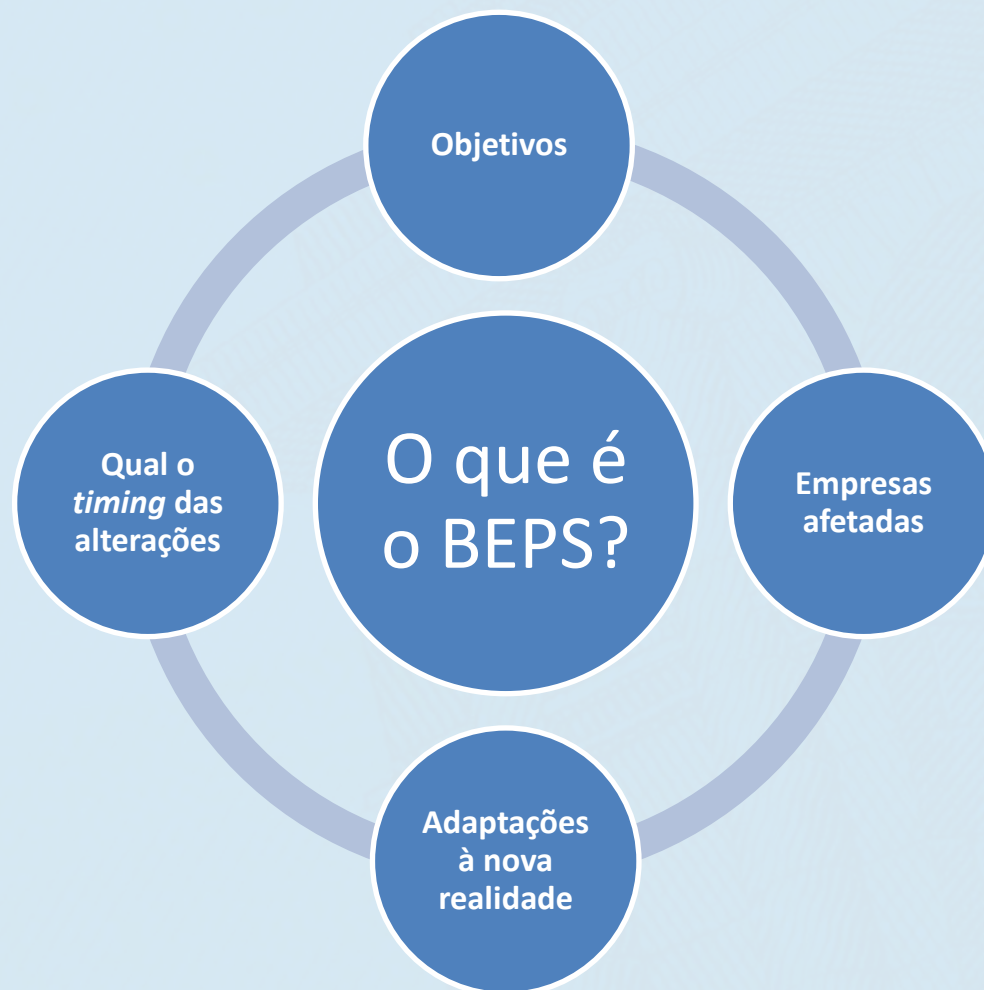 Objetivos
O que é
o BEPS?
Qual o
timing das
alterações
Empresas
afetadas
Adaptações
à nova
realidade